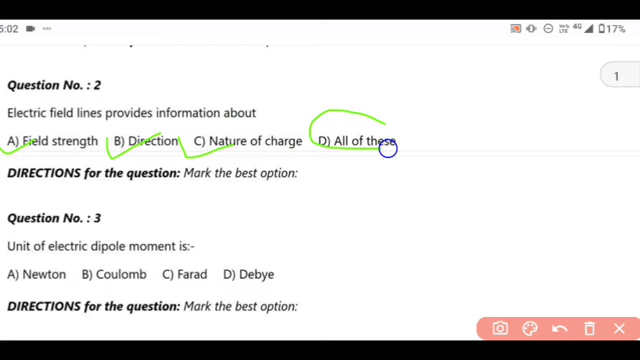 5:02 4G 17%
1
Question No. : 2
Electric field lines provides information about
A) Field strength B) Direction C) Nature of charge D) All of these
DIRECTIONS for the question: Mark the best option:
Question No. : 3
Unit of electric dipole moment is:-
A) Newton B) Coulomb C) Farad D) Debye
DIRECTIONS for the question: Mark the best option: